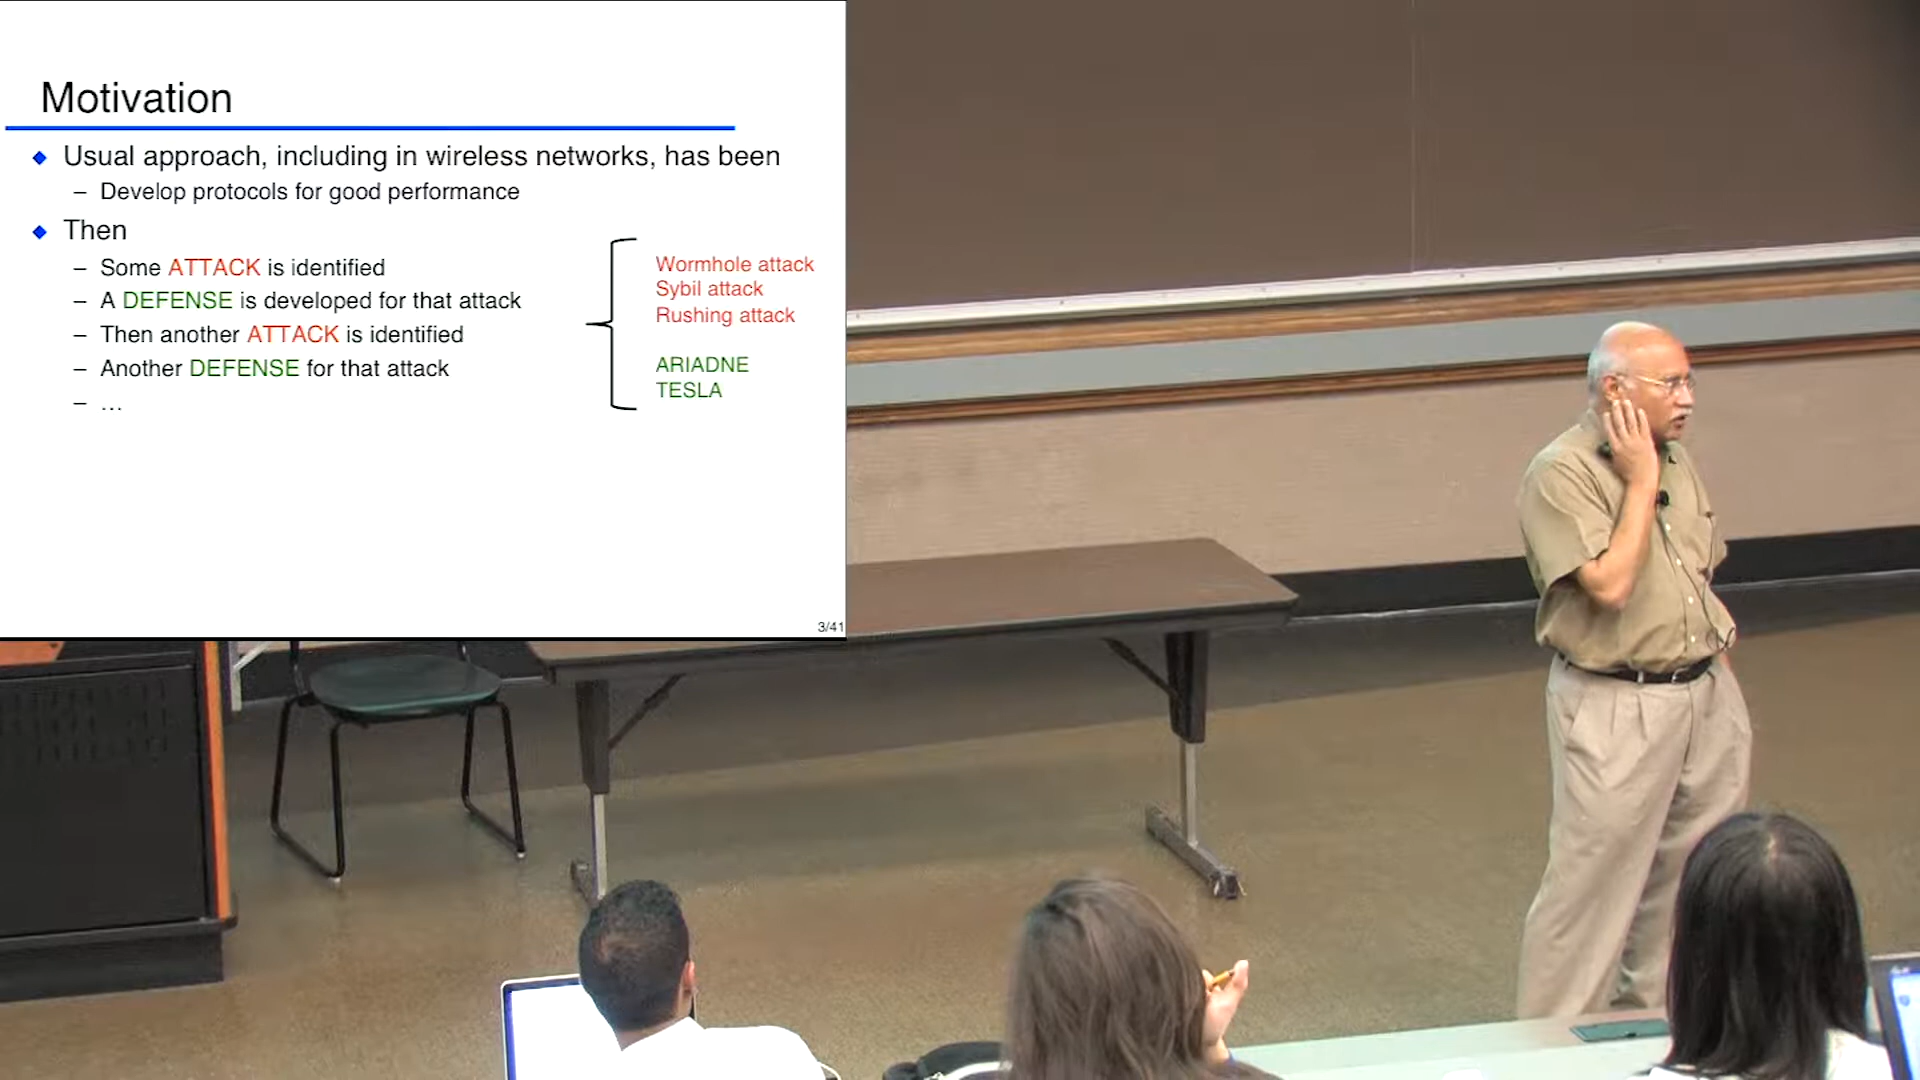 Motivation
Usual approach, including in wireless networks, has been
– Develop protocols for good performance
Then
– Some ATTACK is identified
– A DEFENSE is developed for that attack
– Then another ATTACK is identified
– Another DEFENSE for that attack
– ...
Wormhole attack
Sybil attack
Rushing attack
ARIADNE
TESLA
3/41